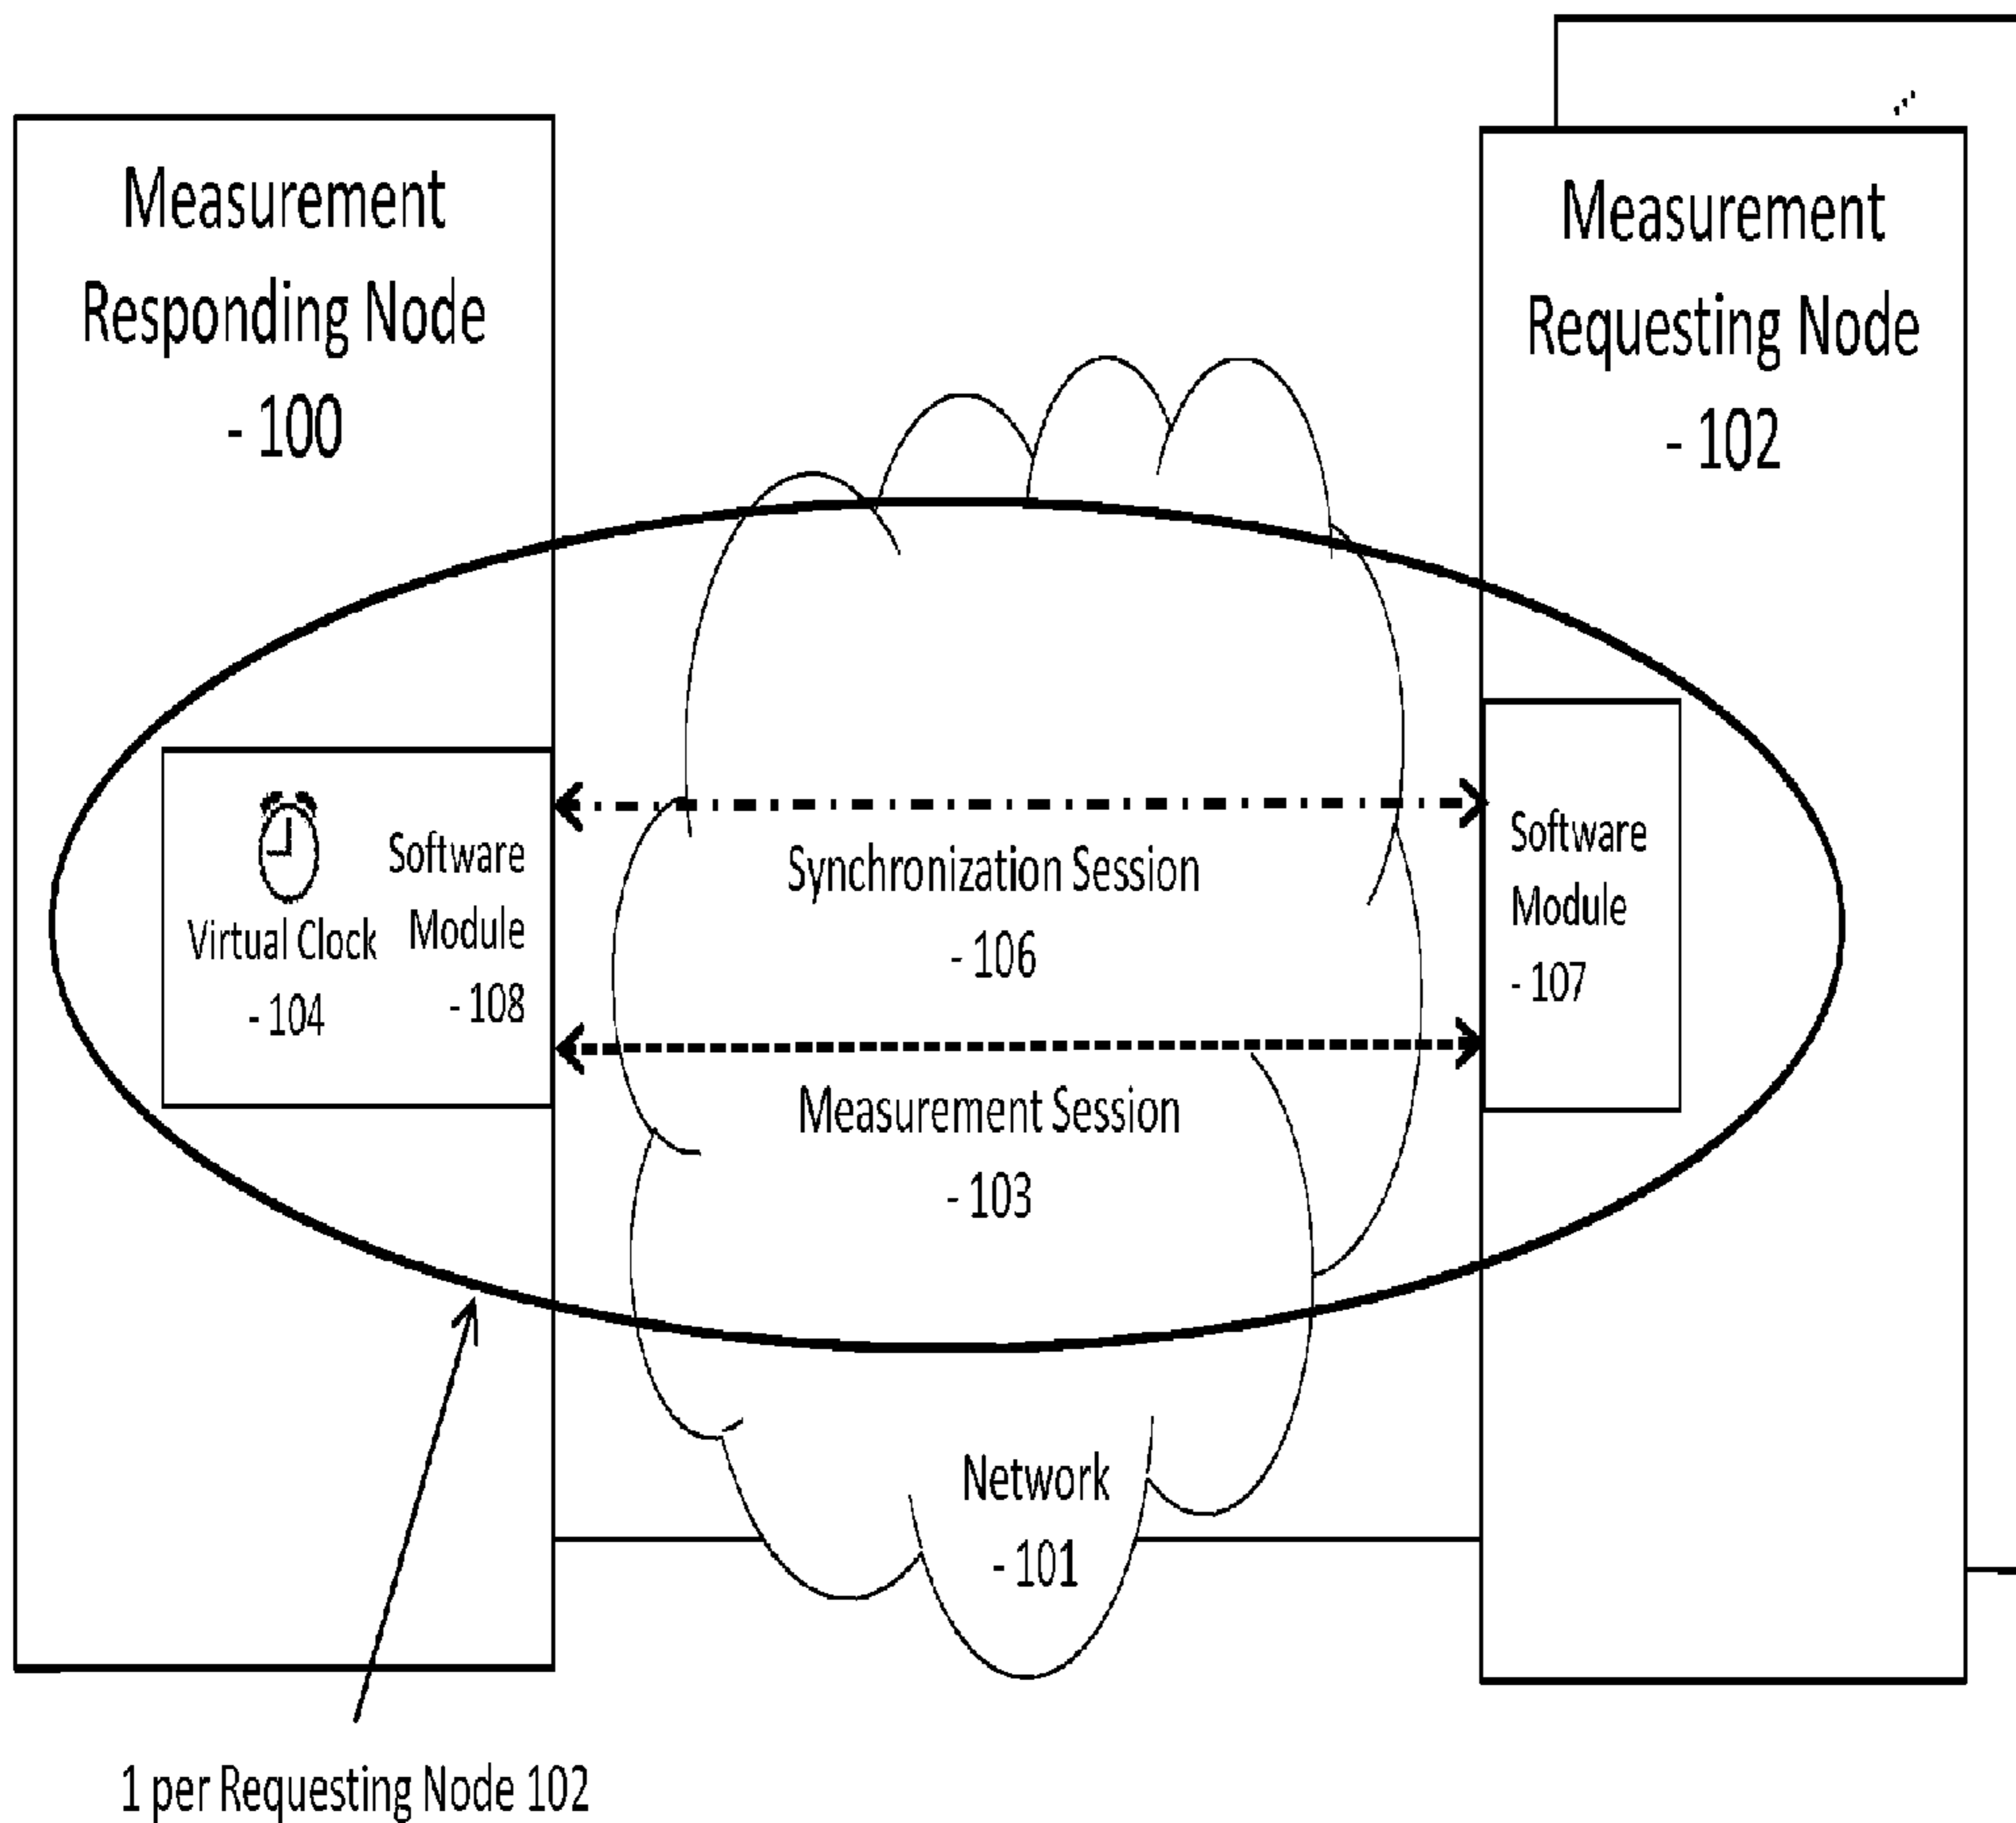 Measurement
Responding Node
- 100
Measurement
Requesting Node
- 102
Virtual Clock
- 104
Software
Module
- 108
Synchronization Session
- 106
Software
Module
- 107
Measurement Session
- 103
Network
- 101
1 per Requesting Node 102